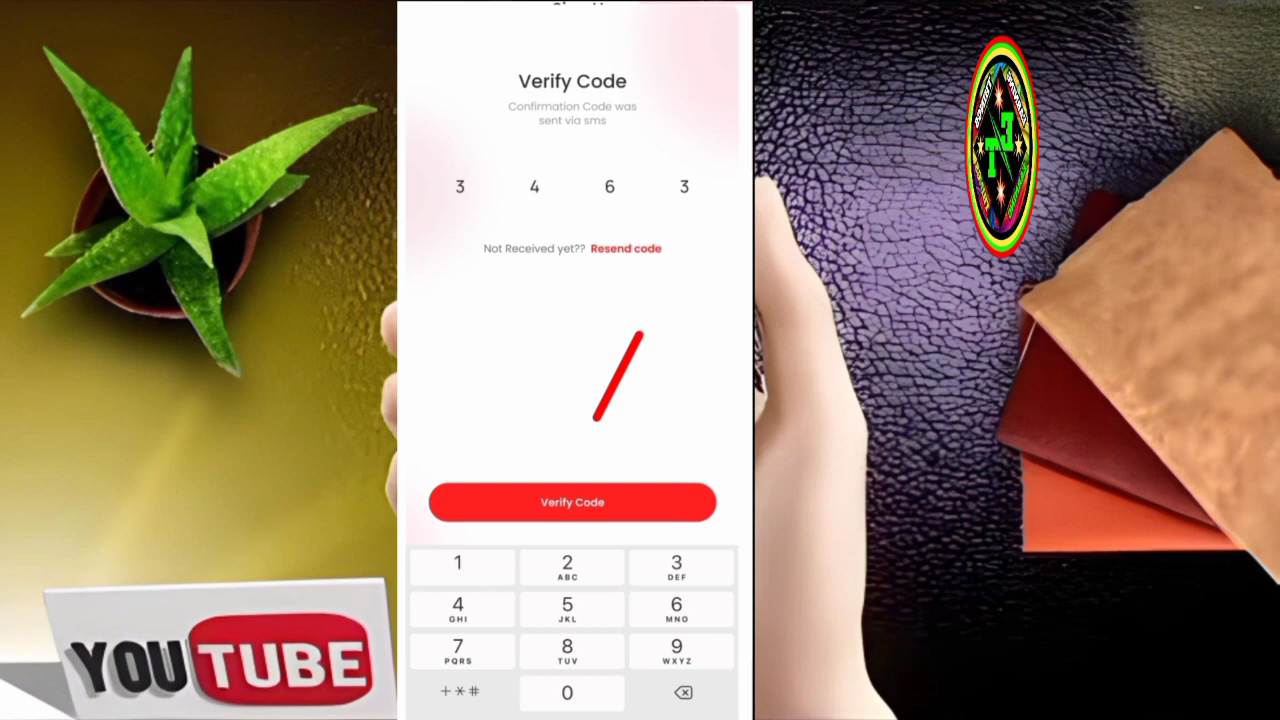 Verify Code
Confirmation Code was
sent via sms
3 4 6 3
Not Received yet?? Resend code
Verify Code
1
2 ABC
3 DEF
4 GHI
5 JKL
6 MNO
7 PQRS
8 TUV
9 WXYZ
+*#
0
YOUTUBE
T 3